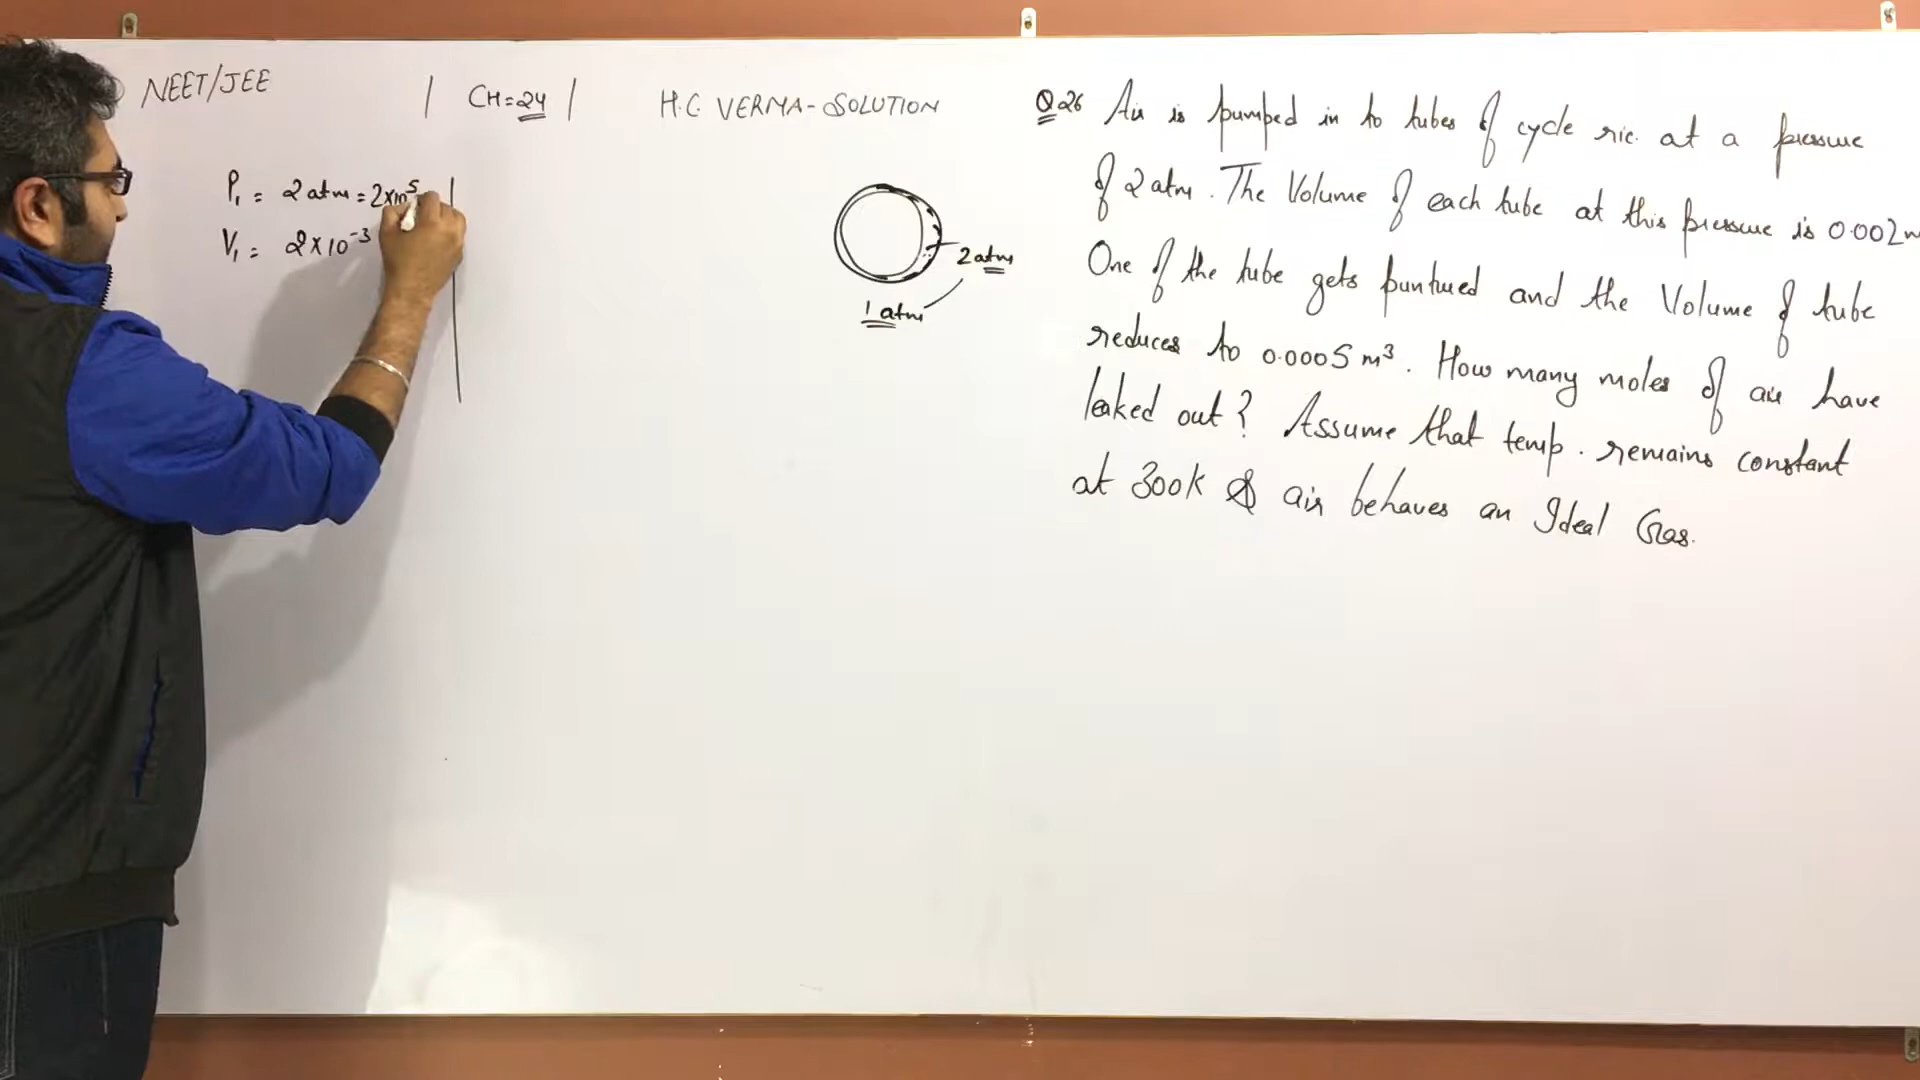 NEET/JEE | CH=24 | H.C VERMA-SOLUTION
P₁ = 2 atm = 2×10⁵
V₁ = 2×10⁻³
2 atm
1 atm
Q 26 Air is pumped in to tubes of cycle ric. at a pressure
of 2 atm. The Volume of each tube at this pressure is 0.002m
One of the tube gets puntued and the Volume of tube
reduces to 0.0005 m³. How many moles of air have
leaked out? Assume that temp. remains constant
at 300k & air behaves an Ideal Gas.